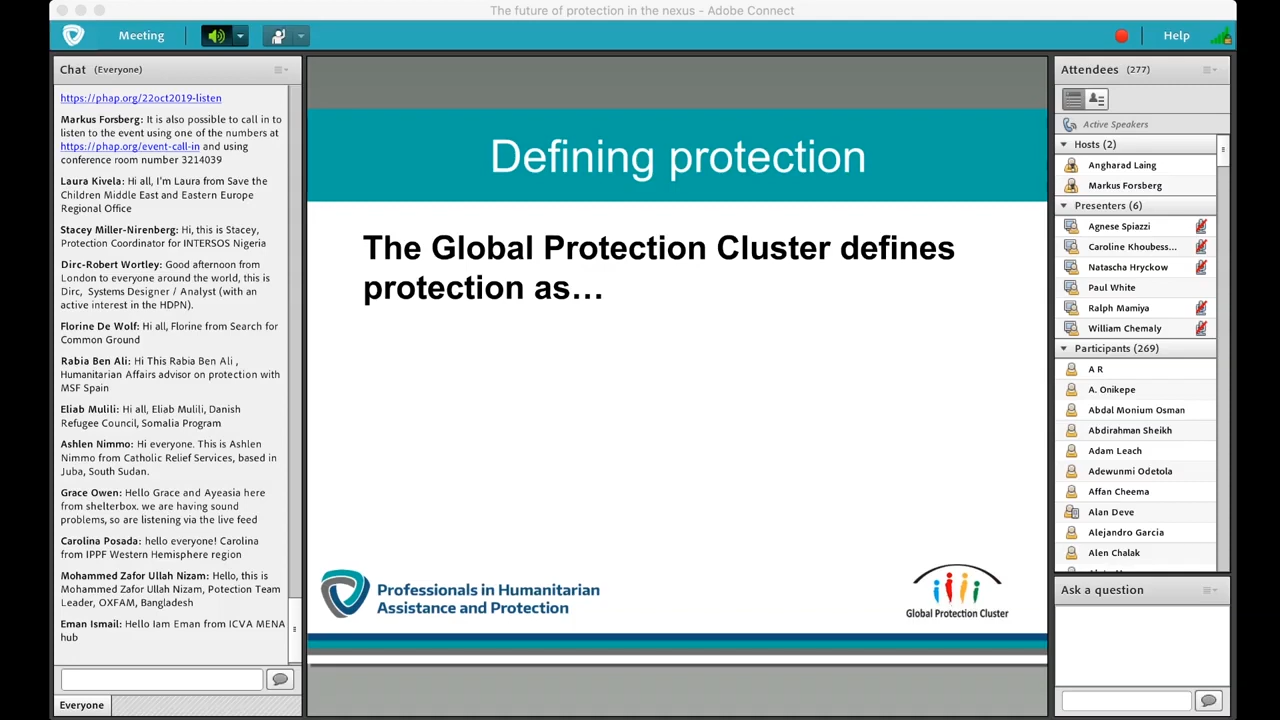 The future of protection in the nexus - Adobe Connect
Meeting
Help
Chat (Everyone)
https://phap.org/22oct2019-listen
Markus Forsberg: It is also possible to call in to
listen to the event using one of the numbers at
https://phap.org/event-call-in and using
conference room number 3214039
Laura Kivela: Hi all, I'm Laura from Save the
Children Middle East and Eastern Europe
Regional Office
Stacey Miller-Nirenberg: Hi, this is Stacey,
Protection Coordinator for INTERSOS Nigeria
Dirc-Robert Wortley: Good afternoon from
London to everyone around the world, this is
Dirc, Systems Designer / Analyst (with an
active interest in the HDPN).
Florine De Wolf: Hi all, Florine from Search for
Common Ground
Rabia Ben Ali: Hi This Rabia Ben Ali ,
Humanitarian Affairs advisor on protection with
MSF Spain
Eliab Mulili: Hi all, Eliab Mulili, Danish
Refugee Council, Somalia Program
Ashlen Nimmo: Hi everyone. This is Ashlen
Nimmo from Catholic Relief Services, based in
Juba, South Sudan.
Grace Owen: Hello Grace and Ayeasia here
from shelterbox. we are having sound
problems, so are listening via the live feed
Carolina Posada: hello everyone! Carolina
from IPPF Western Hemisphere region
Mohammed Zafor Ullah Nizam: Hello, this is
Mohammed Zafor Ullah Nizam, Potection Team
Leader, OXFAM, Bangladesh
Eman Ismail: Hello Iam Eman from ICVA MENA
hub
Everyone
Defining protection
The Global Protection Cluster defines
protection as…
Professionals in Humanitarian
Assistance and Protection
Global Protection Cluster
Attendees (277)
Active Speakers
Hosts (2)
Angharad Laing
Markus Forsberg
Presenters (6)
Agnese Spiazzi
Caroline Khoubess...
Natascha Hryckow
Paul White
Ralph Mamiya
William Chemaly
Participants (269)
A R
A. Onikepe
Abdal Monium Osman
Abdirahman Sheikh
Adam Leach
Adewunmi Odetola
Affan Cheema
Alan Deve
Alejandro Garcia
Alen Chalak
Ask a question